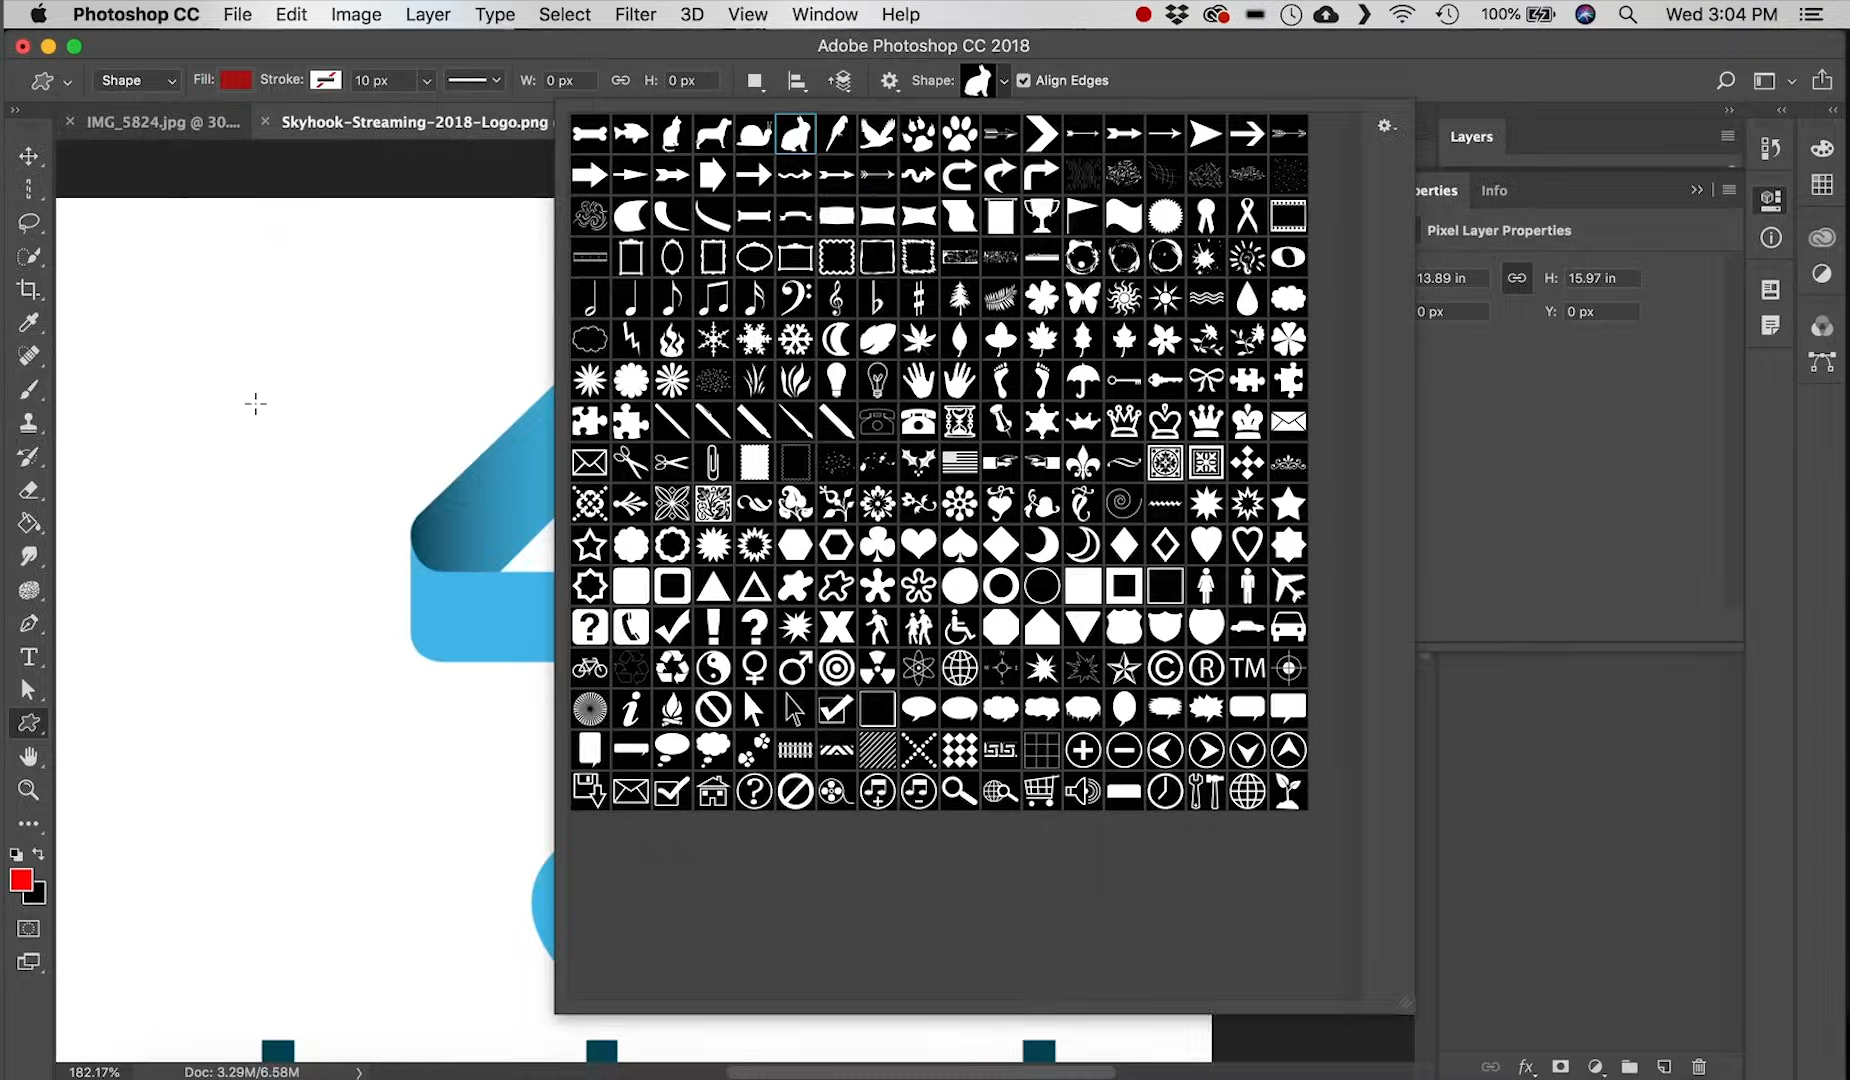 Photoshop CC File Edit Image Layer Type Select Filter 3D View Window Help 100% Wed 3:04 PM
Adobe Photoshop CC 2018
Shape Fill: Stroke: 10 px W: 0 px H: 0 px Shape: Align Edges
IMG_5824.jpg @ 30.... Skyhook-Streaming-2018-Logo.png
Layers
perties Info
Pixel Layer Properties
13.89 in H: 15.97 in
0 px Y: 0 px
TM
182.17% Doc: 3.29M/6.58M